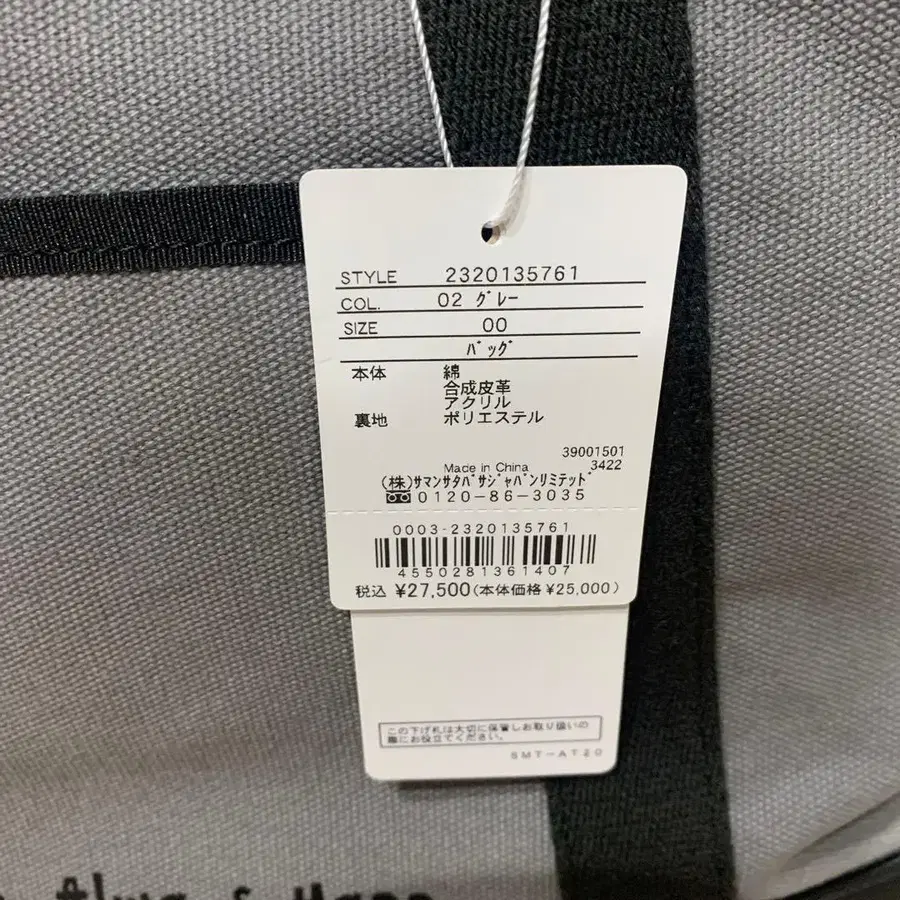 STYLE 2320135761
COL. 02 グレー
SIZE 00
バッグ
本体 綿
合成皮革
アクリル
裏地 ポリエステル
39001501
Made in China 3422
(株)サマンサタバサジャパンリミテッド
0120-86-3035
0003-2320135761
4550281361407
税込 ¥27,500(本体価格 ¥25,000)
この下げ札は大切に保管しお取り扱いの
際にお役立てください。
SMT-AT20